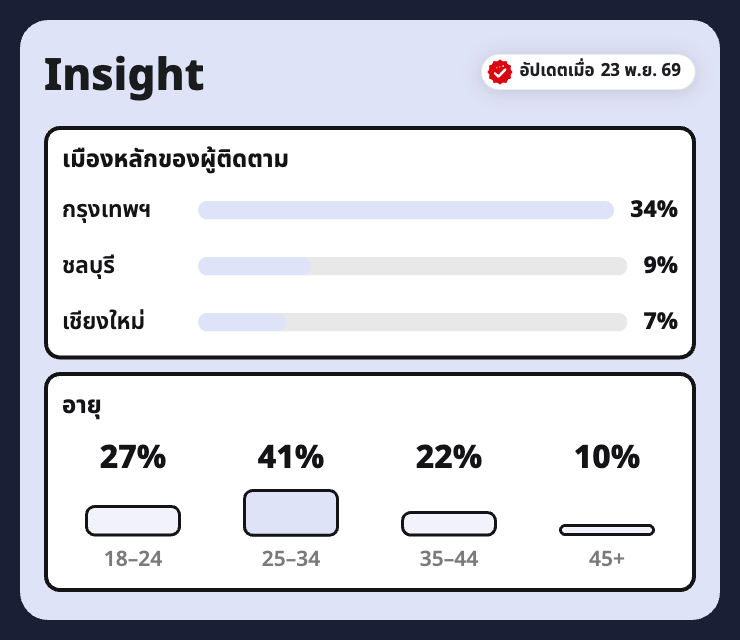 Insight
อัปเดตเมื่อ 23 พ.ย. 69
เมืองหลักของผู้ติดตาม
กรุงเทพฯ 34%
ชลบุรี 9%
เชียงใหม่ 7%
อายุ
27% 41% 22% 10%
18–24 25–34 35–44 45+